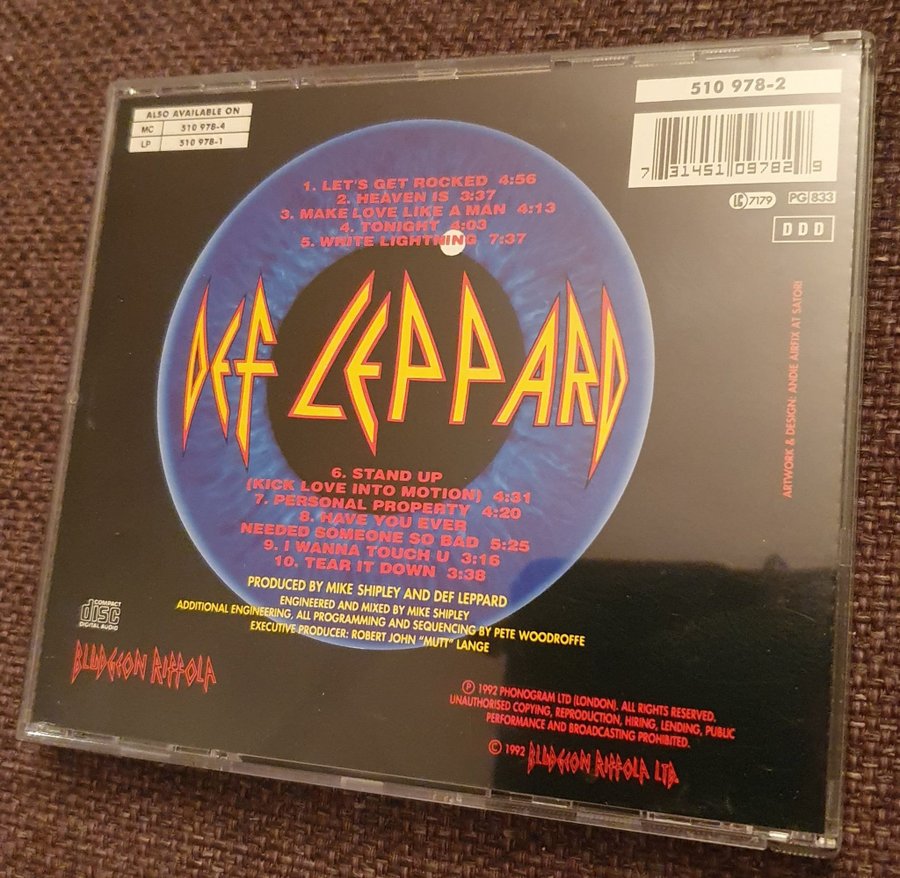 ALSO AVAILABLE ON
MC 510 978-4
LP 510 978-1
510 978-2
7 31451 09782 9
LC 7179 PG 833
DDD
1. LET'S GET ROCKED 4:56
2. HEAVEN IS 3:37
3. MAKE LOVE LIKE A MAN 4:13
4. TONIGHT 4:03
5. WRITE LIGHTNING 7:37
DEF LEPPARD
6. STAND UP
(KICK LOVE INTO MOTION) 4:31
7. PERSONAL PROPERTY 4:20
8. HAVE YOU EVER
NEEDED SOMEONE SO BAD 5:25
9. I WANNA TOUCH U 3:16
10. TEAR IT DOWN 3:38
PRODUCED BY MIKE SHIPLEY AND DEF LEPPARD
ENGINEERED AND MIXED BY MIKE SHIPLEY
ADDITIONAL ENGINEERING, ALL PROGRAMMING AND SEQUENCING BY PETE WOODROFFE
EXECUTIVE PRODUCER: ROBERT JOHN "MUTT" LANGE
ARTWORK & DESIGN: ANDIE AIRFIX AT SATORI
COMPACT
disc
DIGITAL AUDIO
BLUDGEON RIFFOLA
℗ 1992 PHONOGRAM LTD (LONDON). ALL RIGHTS RESERVED.
UNAUTHORISED COPYING, REPRODUCTION, HIRING, LENDING, PUBLIC
PERFORMANCE AND BROADCASTING PROHIBITED.
© 1992 BLUDGEON RIFFOLA LTD.